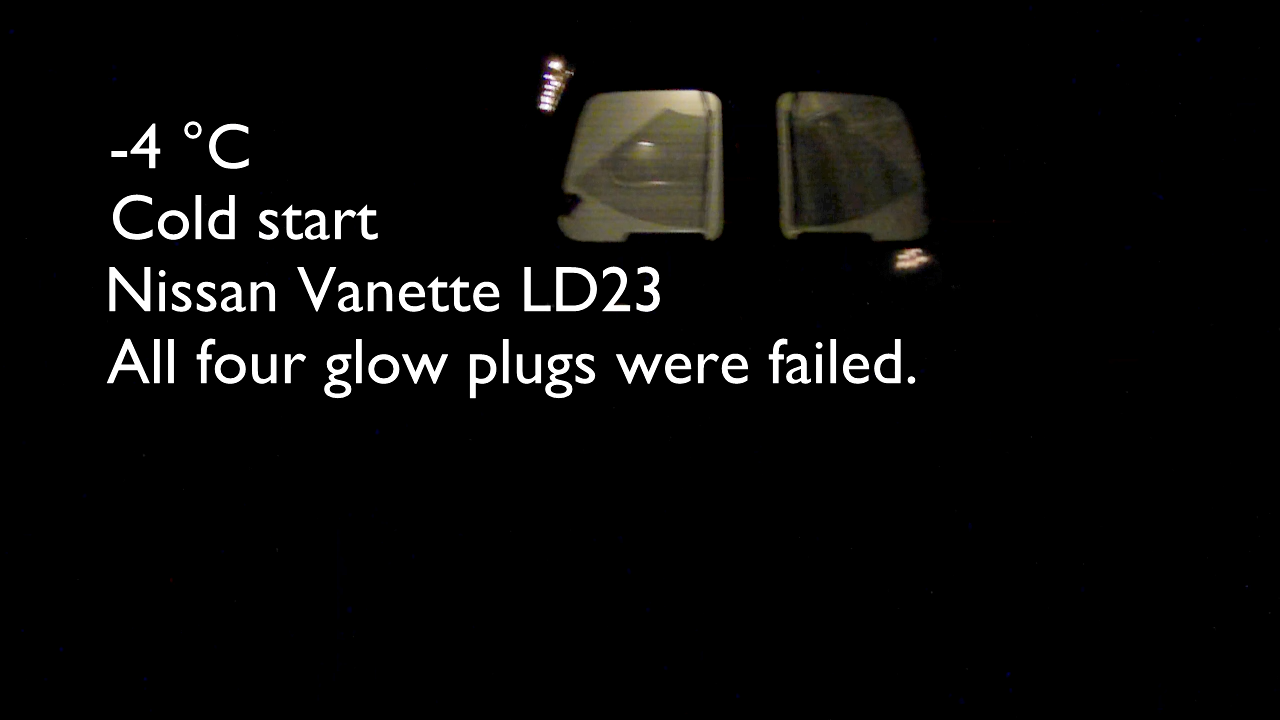 -4 °C
Cold start
Nissan Vanette LD23
All four glow plugs were failed.